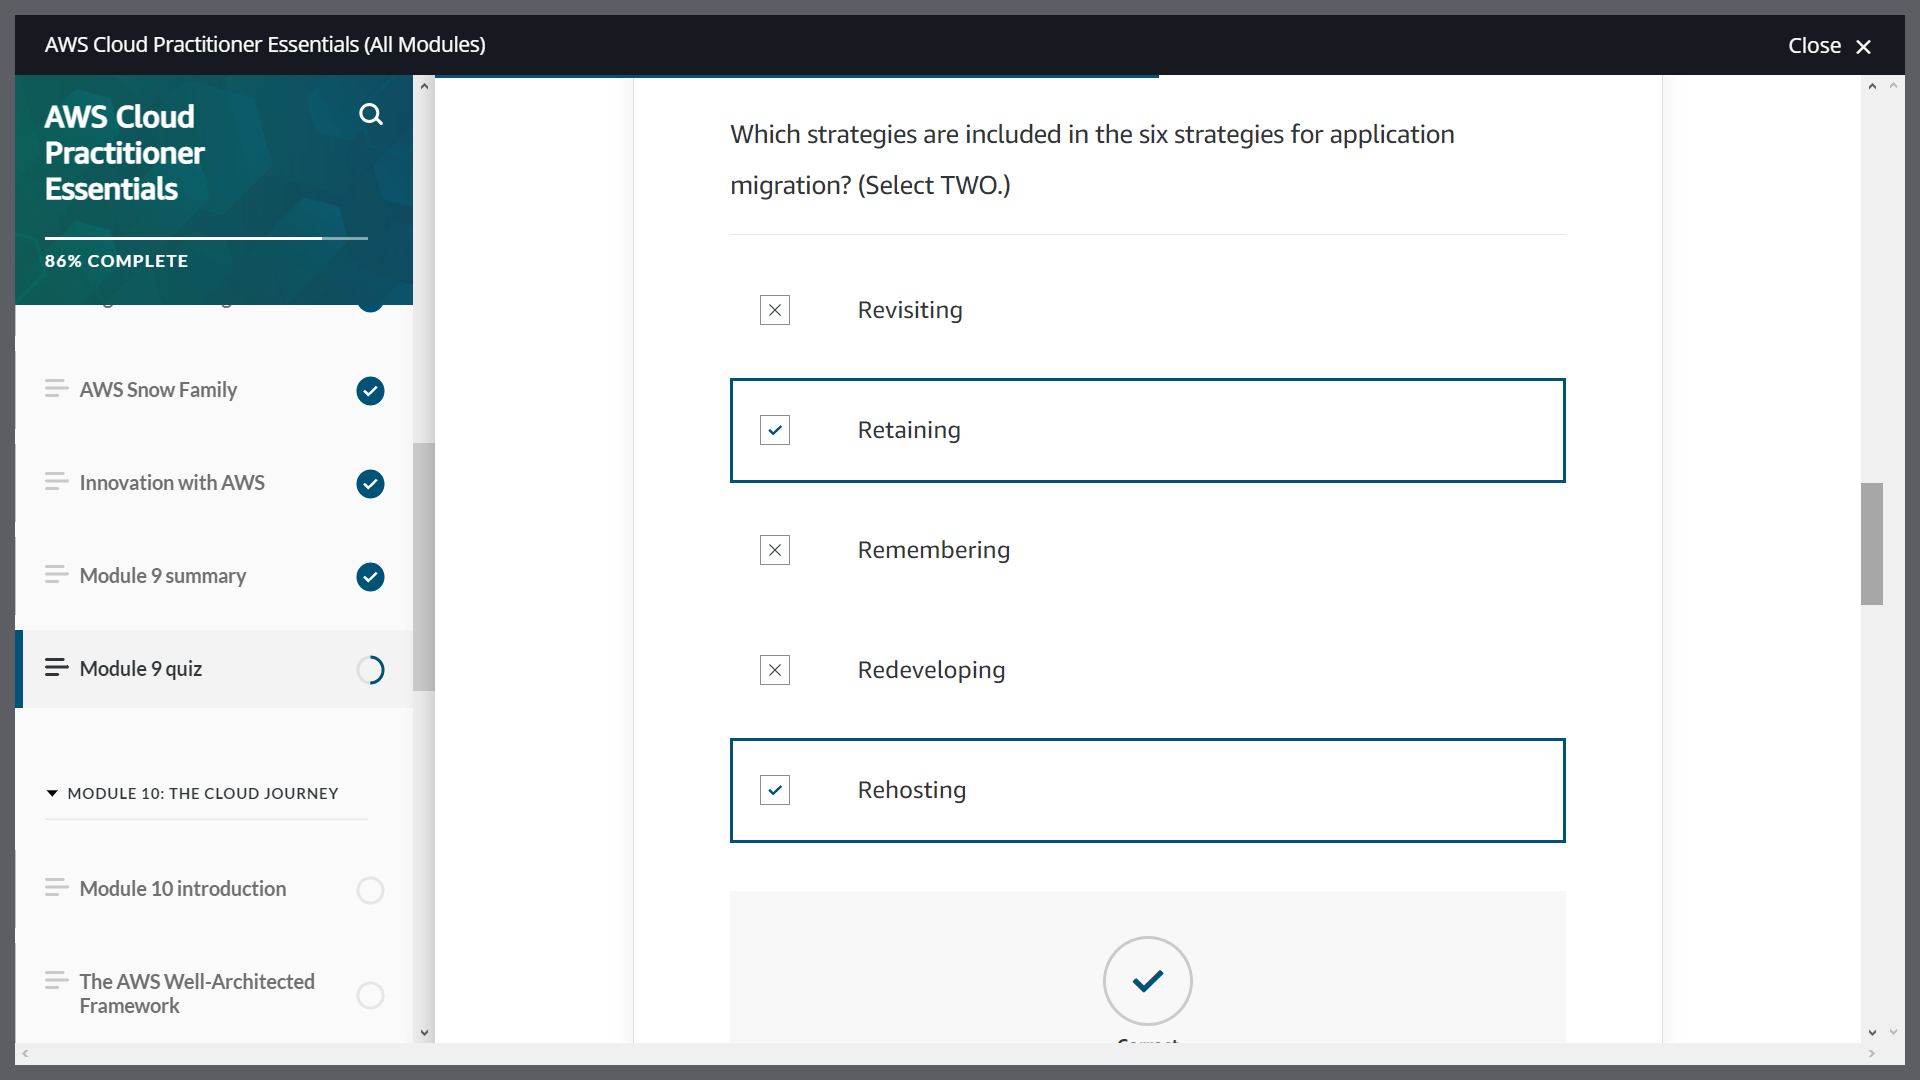 AWS Cloud Practitioner Essentials (All Modules)
Close
AWS Cloud
Practitioner
Essentials
86% COMPLETE
AWS Snow Family
Innovation with AWS
Module 9 summary
Module 9 quiz
MODULE 10: THE CLOUD JOURNEY
Module 10 introduction
The AWS Well-Architected
Framework
Which strategies are included in the six strategies for application
migration? (Select TWO.)
Revisiting
Retaining
Remembering
Redeveloping
Rehosting